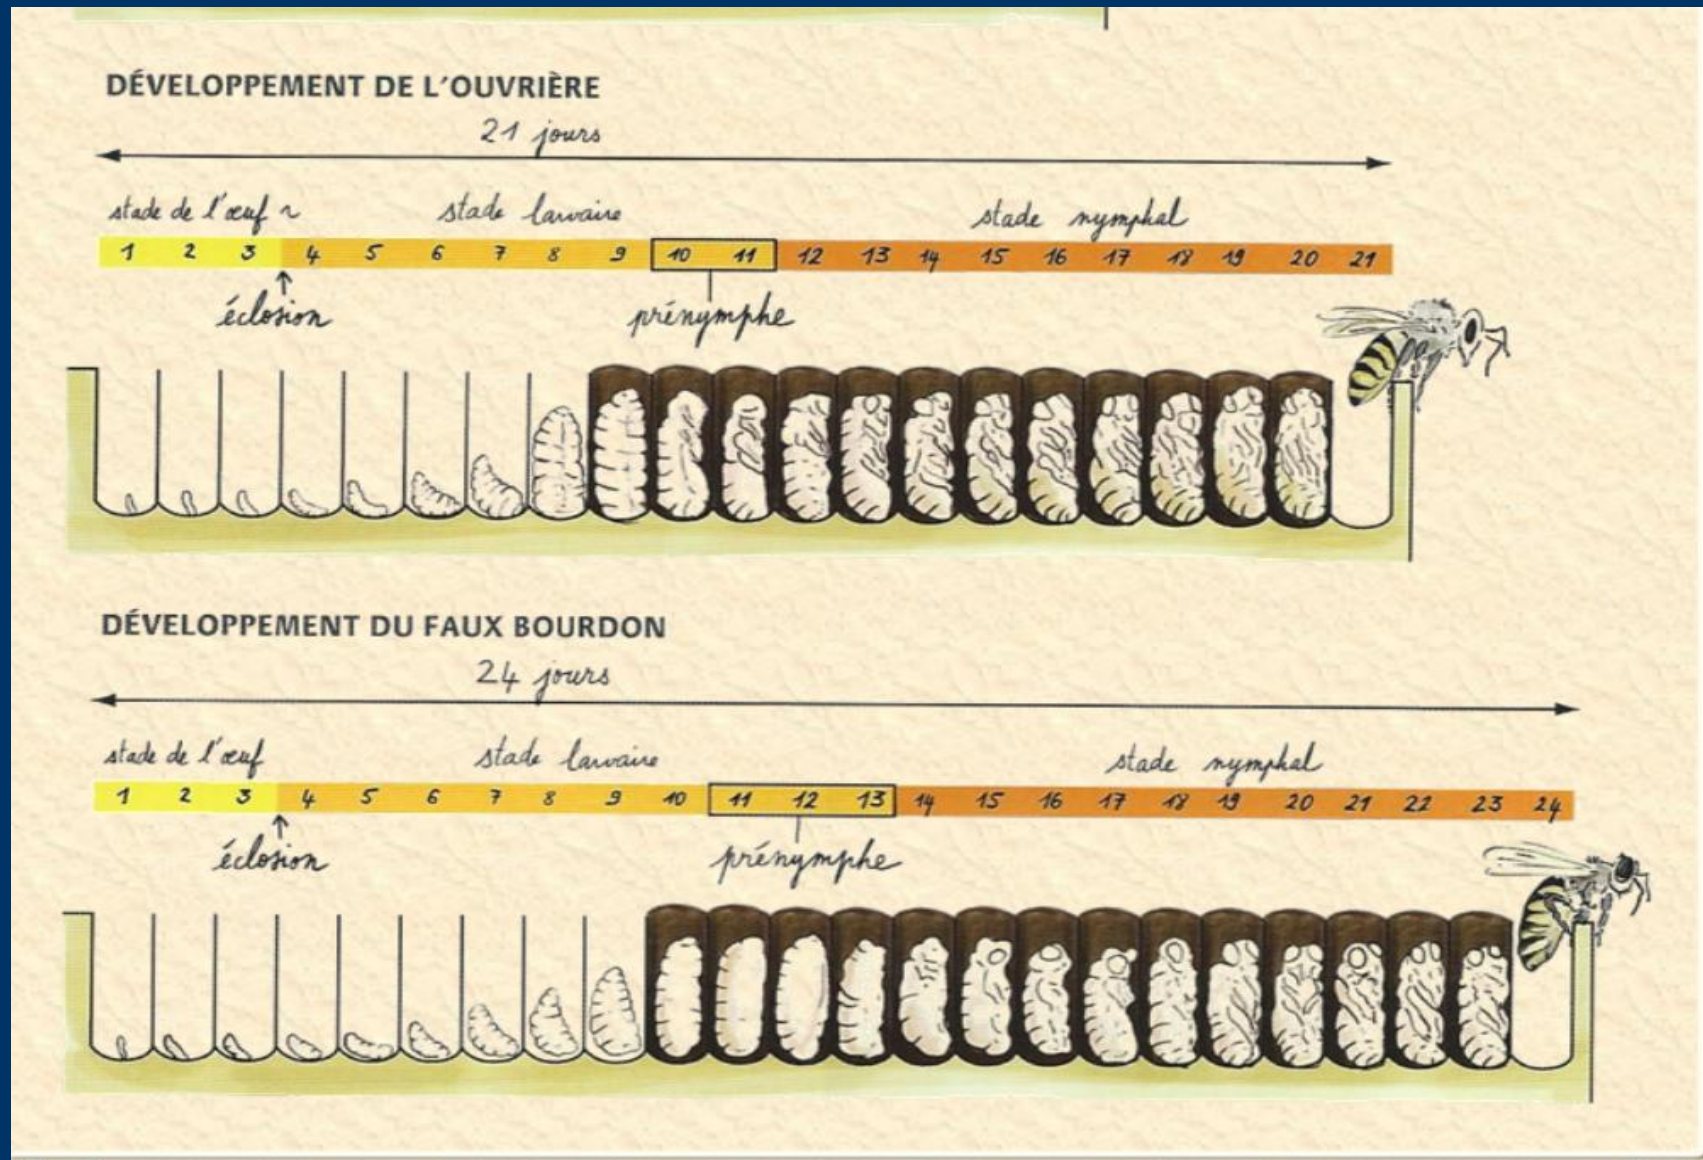 DÉVELOPPEMENT DE L'OUVRIÈRE
21 jours
stade de l'œuf ~ stade larvaire stade nymphal
1 2 3 4 5 6 7 8 9 10 11 12 13 14 15 16 17 18 19 20 21
éclosion prénymphe
DÉVELOPPEMENT DU FAUX BOURDON
24 jours
stade de l'œuf stade larvaire stade nymphal
1 2 3 4 5 6 7 8 9 10 11 12 13 14 15 16 17 18 19 20 21 22 23 24
éclosion prénymphe